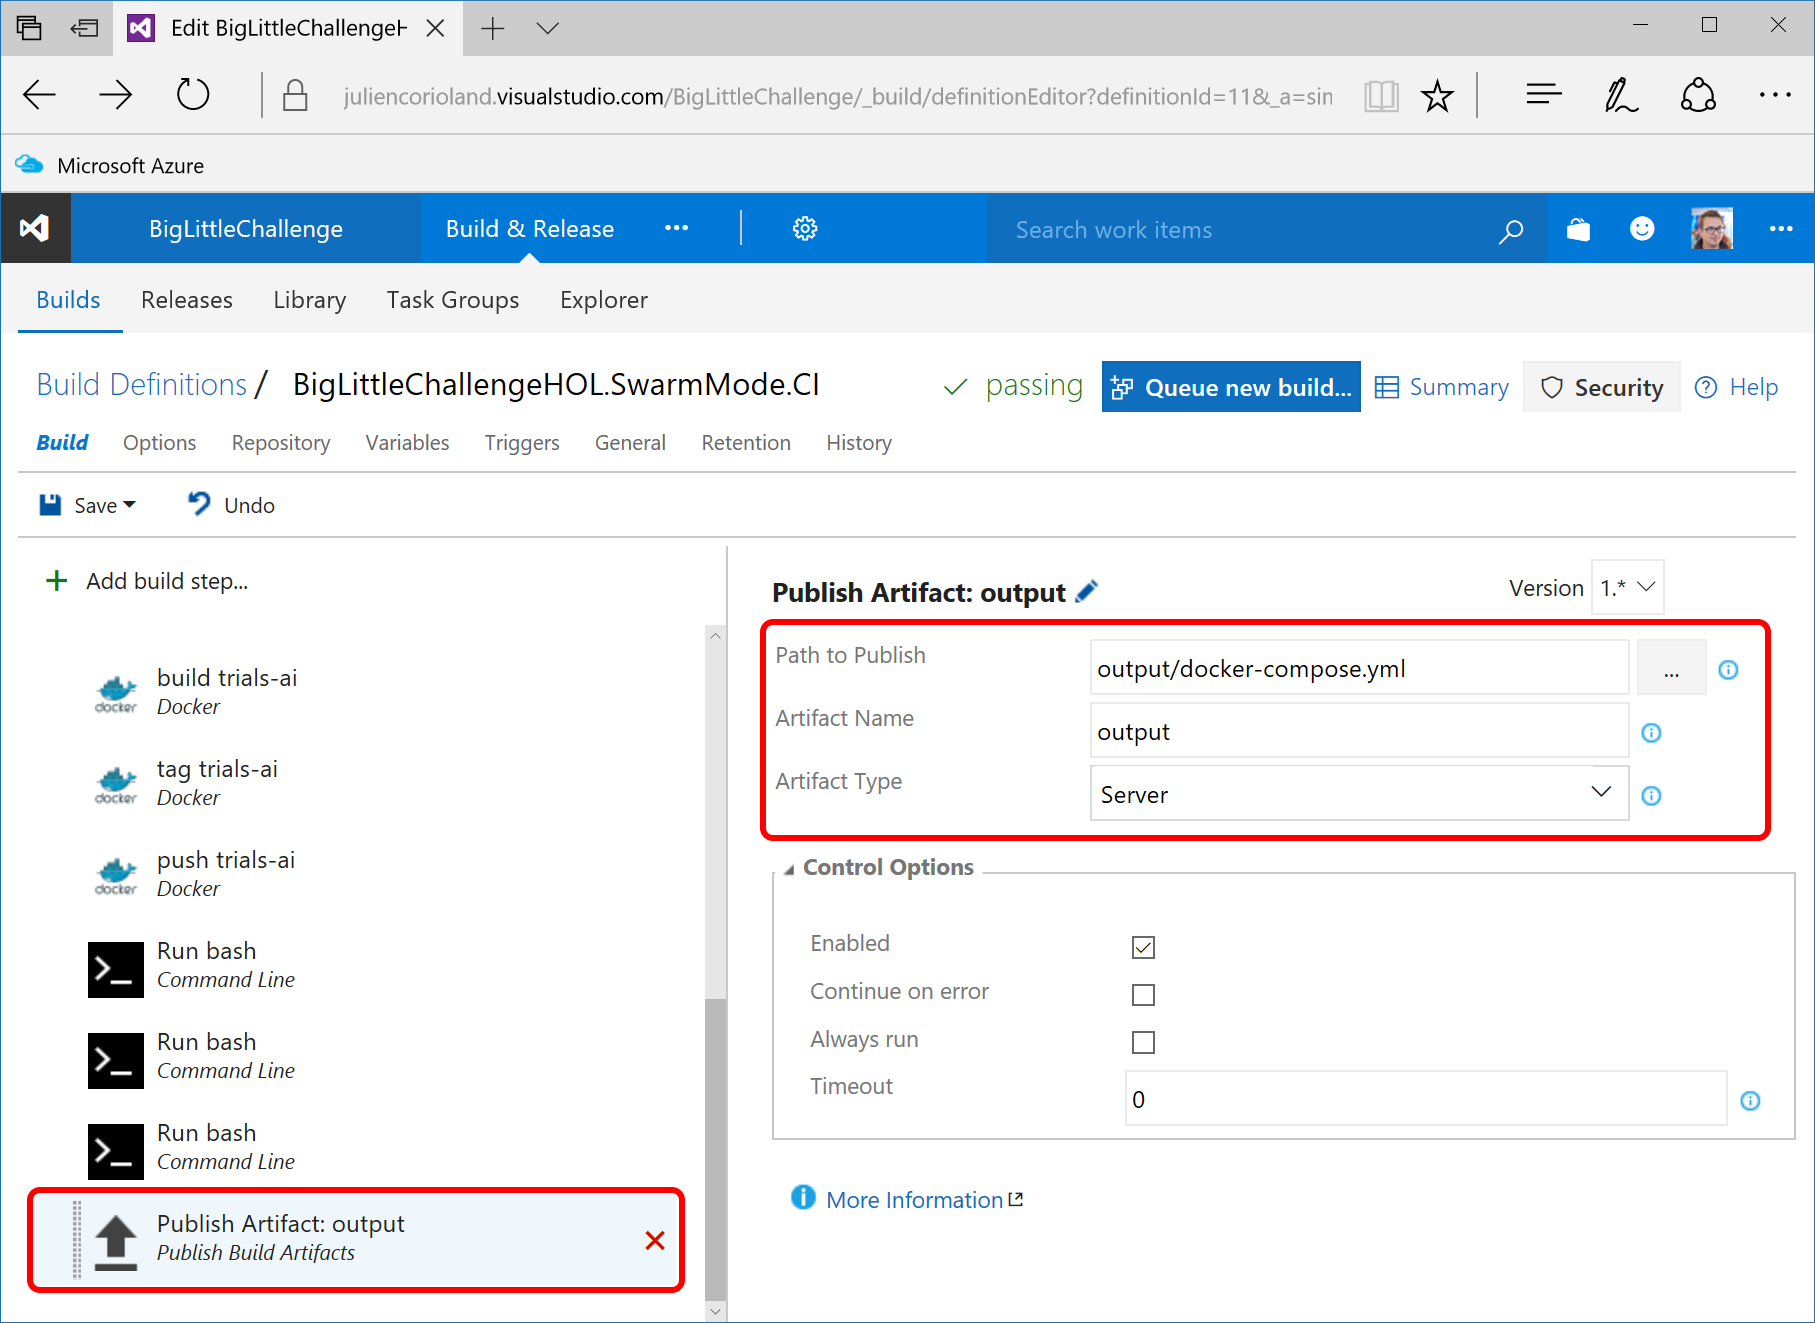 Edit BigLittleChallengeH
juliencorioland.visualstudio.com/BigLittleChallenge/_build/definitionEditor?definitionId=11&_a=sin
Microsoft Azure
BigLittleChallenge
Build & Release
Search work items
Builds
Releases
Library
Task Groups
Explorer
Build Definitions / BigLittleChallengeHOL.SwarmMode.CI
passing
Queue new build...
Summary
Security
Help
Build
Options
Repository
Variables
Triggers
General
Retention
History
Save
Undo
Add build step...
build trials-ai
docker
Docker
tag trials-ai
docker
Docker
push trials-ai
docker
Docker
Run bash
Command Line
Run bash
Command Line
Run bash
Command Line
Publish Artifact: output
Publish Build Artifacts
Publish Artifact: output
Version 1.*
Path to Publish
output/docker-compose.yml
...
Artifact Name
output
Artifact Type
Server
Control Options
Enabled
Continue on error
Always run
Timeout
0
More Information